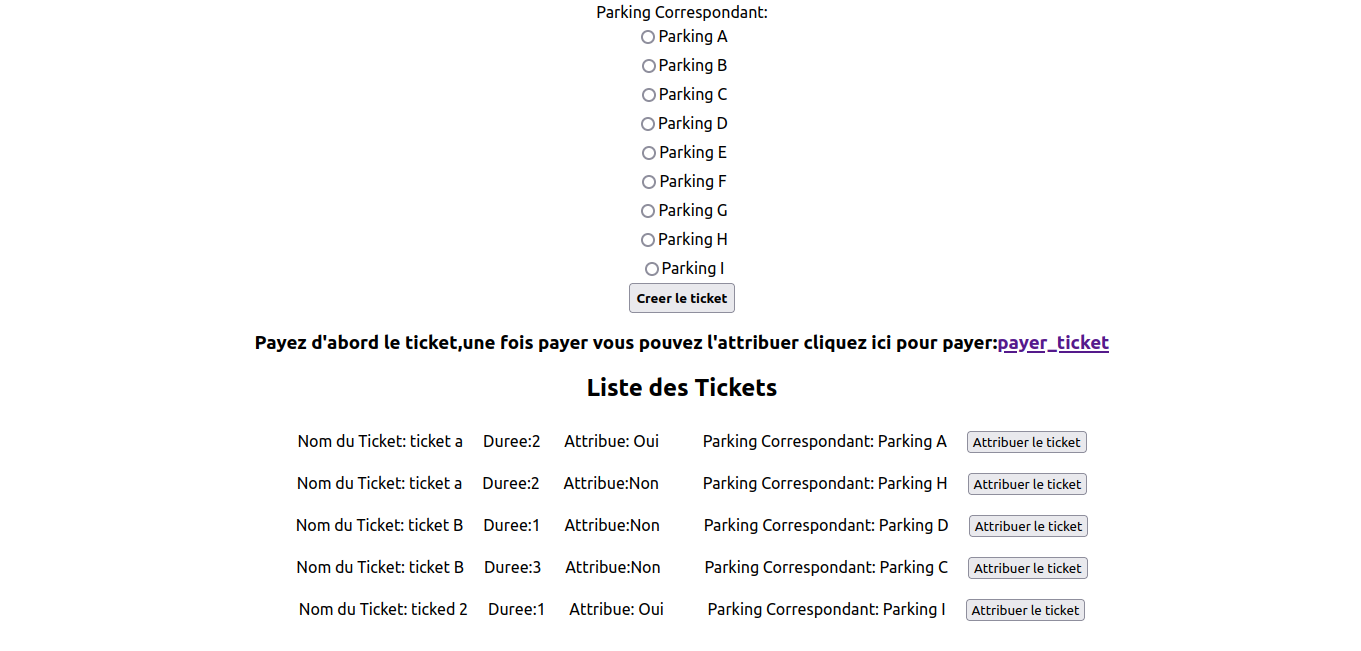 Parking Correspondant:
Parking A
Parking B
Parking C
Parking D
Parking E
Parking F
Parking G
Parking H
Parking I
Creer le ticket
Payez d'abord le ticket,une fois payer vous pouvez l'attribuer cliquez ici pour payer:payer_ticket
Liste des Tickets
Nom du Ticket: ticket a Duree:2 Attribue: Oui Parking Correspondant: Parking A Attribuer le ticket
Nom du Ticket: ticket a Duree:2 Attribue:Non Parking Correspondant: Parking H Attribuer le ticket
Nom du Ticket: ticket B Duree:1 Attribue:Non Parking Correspondant: Parking D Attribuer le ticket
Nom du Ticket: ticket B Duree:3 Attribue:Non Parking Correspondant: Parking C Attribuer le ticket
Nom du Ticket: ticked 2 Duree:1 Attribue: Oui Parking Correspondant: Parking I Attribuer le ticket